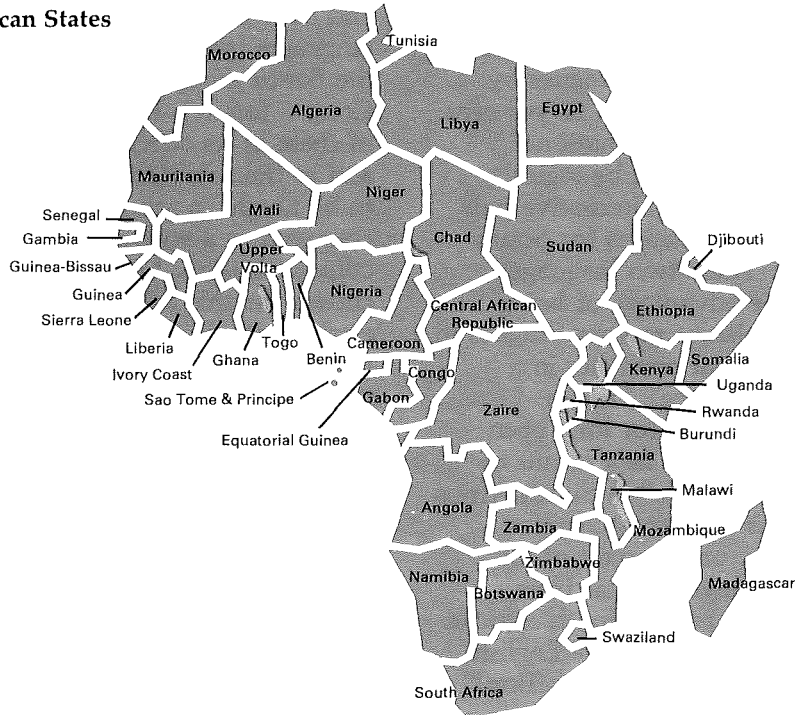 can States
Tunisia
Morocco
Algeria
Libya
Egypt
Mauritania
Mali
Niger
Chad
Sudan
Senegal
Gambia
Guinea-Bissau
Guinea
Sierra Leone
Liberia
Ivory Coast
Ghana
Togo
Benin
Upper
Volta
Nigeria
Cameroon
Central African
Republic
Djibouti
Ethiopia
Somalia
Kenya
Uganda
Rwanda
Burundi
Tanzania
Sao Tome & Principe
Equatorial Guinea
Gabon
Congo
Zaire
Angola
Zambia
Malawi
Mozambique
Zimbabwe
Madagascar
Namibia
Botswana
Swaziland
South Africa